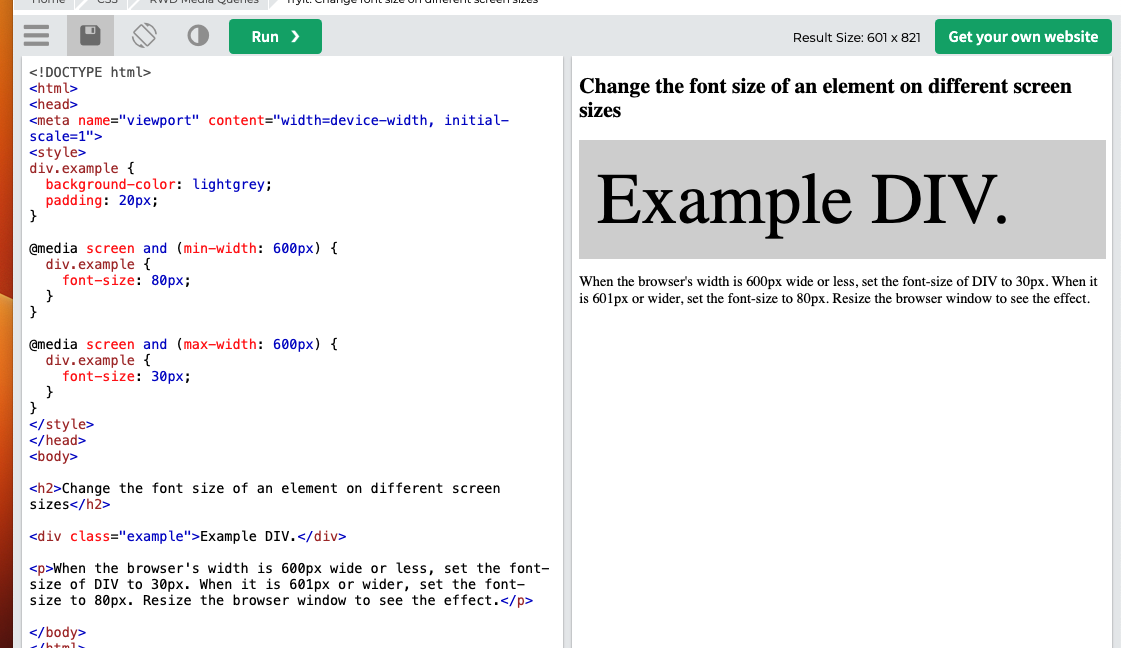 Home CSS RWD Media Queries Tryit: Change font size on different screen sizes
Run ❯
Result Size: 601 x 821
Get your own website
<!DOCTYPE html>
<html>
<head>
<meta name="viewport" content="width=device-width, initial-
scale=1">
<style>
div.example {
  background-color: lightgrey;
  padding: 20px;
}

@media screen and (min-width: 600px) {
  div.example {
    font-size: 80px;
  }
}

@media screen and (max-width: 600px) {
  div.example {
    font-size: 30px;
  }
}
</style>
</head>
<body>

<h2>Change the font size of an element on different screen
sizes</h2>

<div class="example">Example DIV.</div>

<p>When the browser's width is 600px wide or less, set the font-
size of DIV to 30px. When it is 601px or wider, set the font-
size to 80px. Resize the browser window to see the effect.</p>

</body>
</html>
Change the font size of an element on different screen
sizes
Example DIV.
When the browser's width is 600px wide or less, set the font-size of DIV to 30px. When it
is 601px or wider, set the font-size to 80px. Resize the browser window to see the effect.